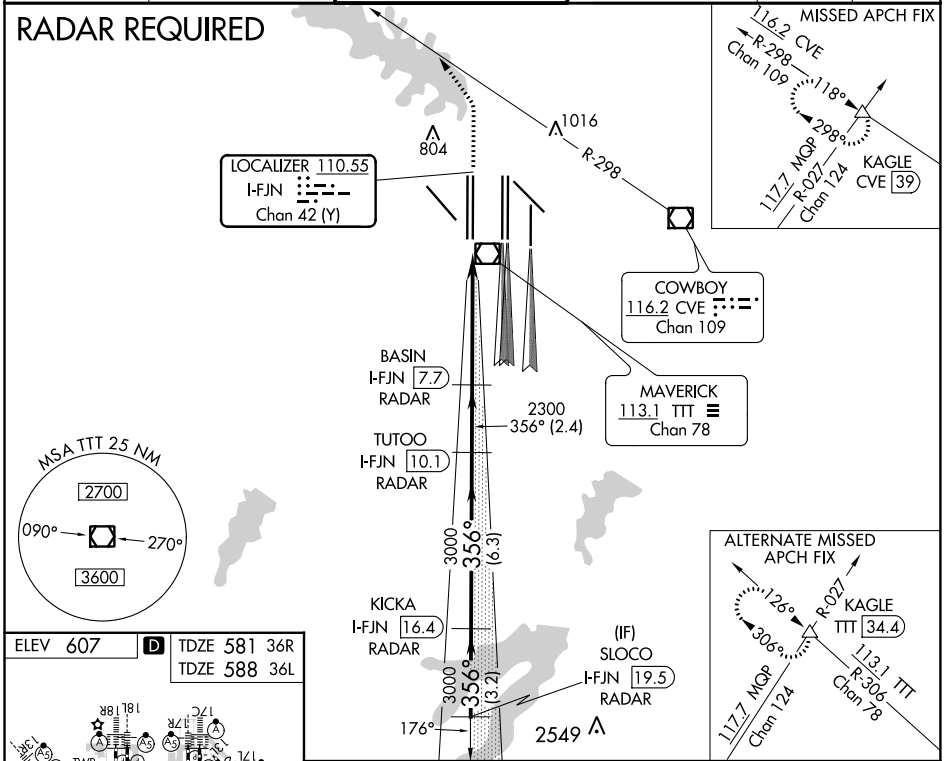 RADAR REQUIRED
MISSED APCH FIX
116.2 CVE
R-298
Chan 109
118°
298°
117.7 MQP
R-027
Chan 124
KAGLE
CVE 39
804
1016
R-298
LOCALIZER 110.55
I-FJN
Chan 42 (Y)
COWBOY
116.2 CVE
Chan 109
MAVERICK
113.1 TTT
Chan 78
BASIN
I-FJN 7.7
RADAR
2300
356° (2.4)
TUTOO
I-FJN 10.1
RADAR
MSA TTT 25 NM
2700
090°
270°
3600
3000
356°
(6.3)
KICKA
I-FJN 16.4
RADAR
3000
356°
(3.2)
(IF)
SLOCO
I-FJN 19.5
RADAR
176°
2549
ALTERNATE MISSED
APCH FIX
126°
306°
R-027
KAGLE
TTT 34.4
113.1 TTT
R-306
Chan 78
117.7 MQP
Chan 124
ELEV 607
D
TDZE 581 36R
TDZE 588 36L
18R
18L
17R
17C
13R
17L
A
A5
A5
A
A5